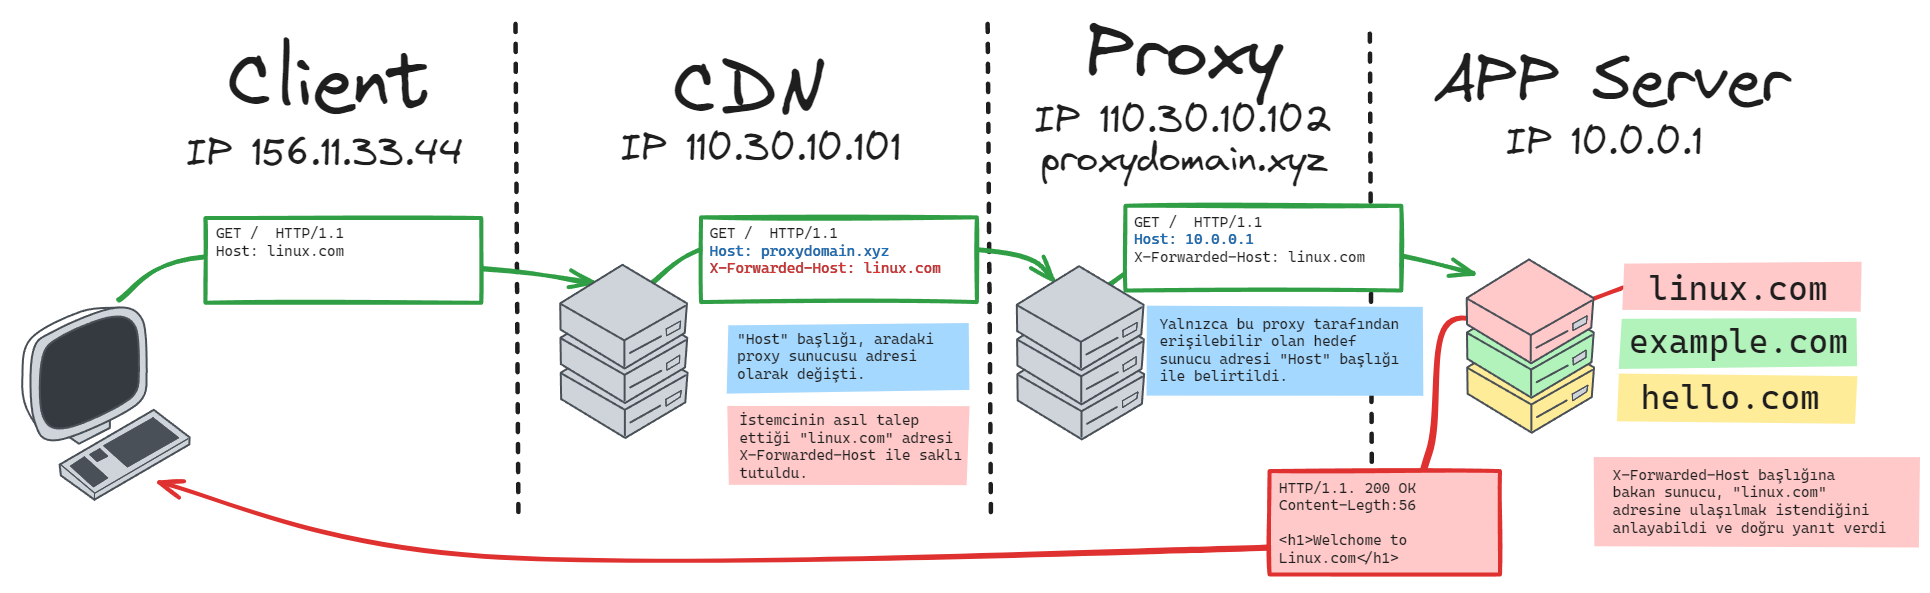 Client
IP 156.11.33.44
GET /  HTTP/1.1
Host: linux.com
CDN
IP 110.30.10.101
GET /  HTTP/1.1
Host: proxydomain.xyz
X-Forwarded-Host: linux.com
"Host" başlığı, aradaki
proxy sunucusu adresi
olarak değişti.
İstemcinin asıl talep
ettiği "linux.com" adresi
X-Forwarded-Host ile saklı
tutuldu.
Proxy
IP 110.30.10.102
proxydomain.xyz
GET /  HTTP/1.1
Host: 10.0.0.1
X-Forwarded-Host: linux.com
Yalnızca bu proxy tarafından
erişilebilir olan hedef
sunucu adresi "Host" başlığı
ile belirtildi.
APP Server
IP 10.0.0.1
linux.com
example.com
hello.com
X-Forwarded-Host başlığına
bakan sunucu, "linux.com"
adresine ulaşılmak istendiğini
anlayabildi ve doğru yanıt verdi
HTTP/1.1. 200 OK
Content-Legth:56
<h1>Welchome to
Linux.com</h1>